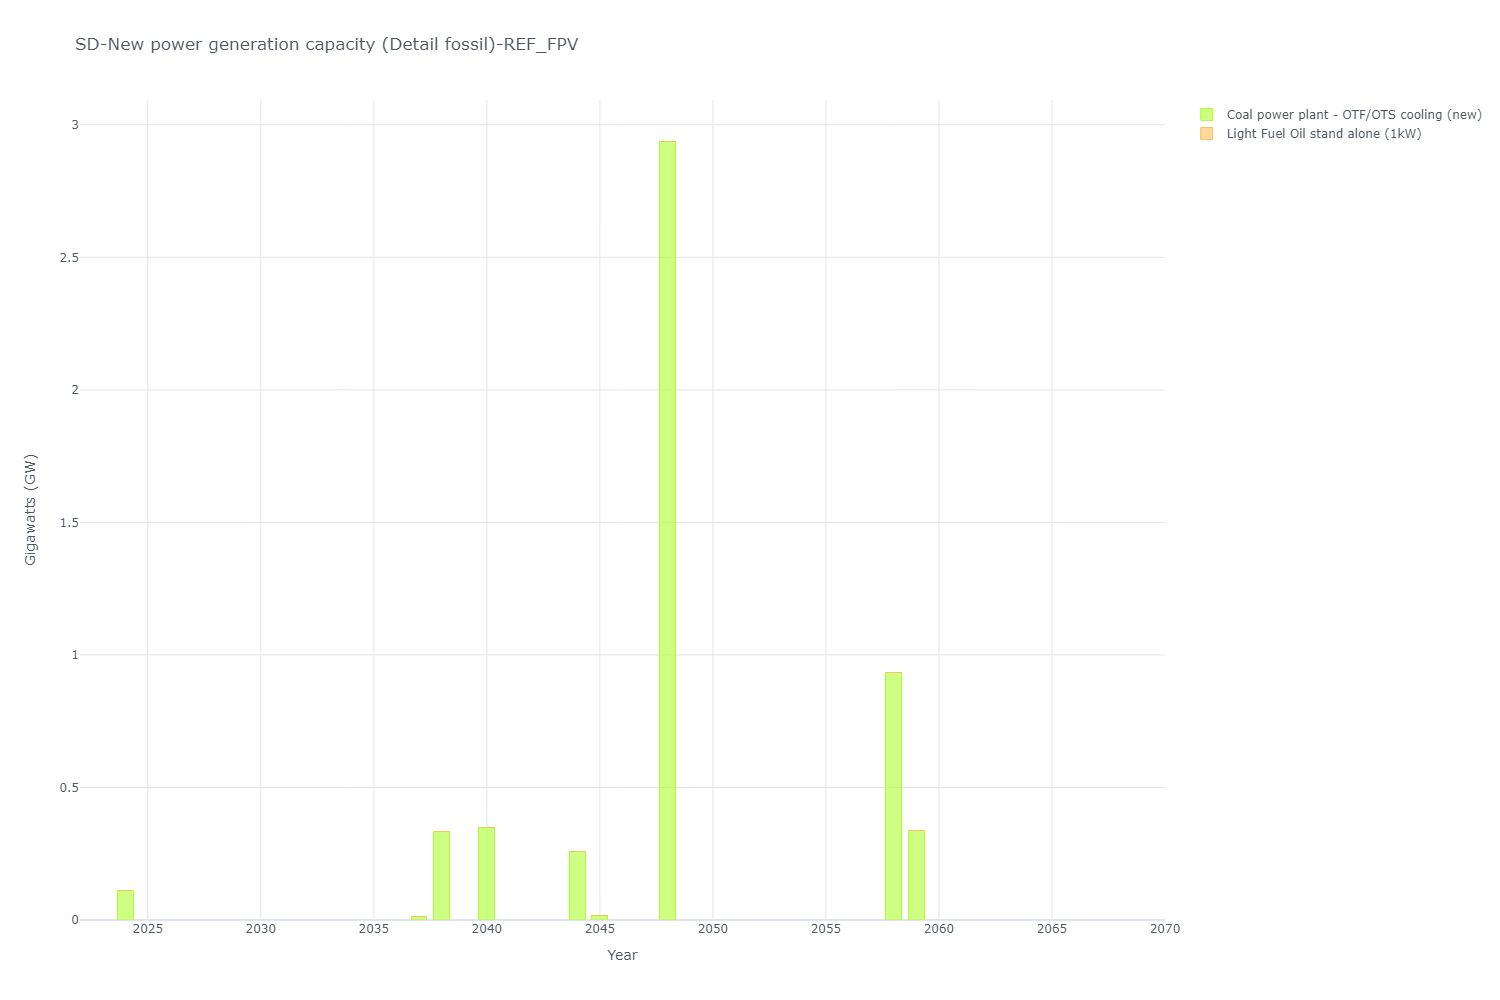 SD-New power generation capacity (Detail fossil)-REF_FPV
Coal power plant - OTF/OTS cooling (new)
Light Fuel Oil stand alone (1kW)
3
2.5
2
1.5
1
0.5
0
Gigawatts (GW)
2025 2030 2035 2040 2045 2050 2055 2060 2065 2070
Year